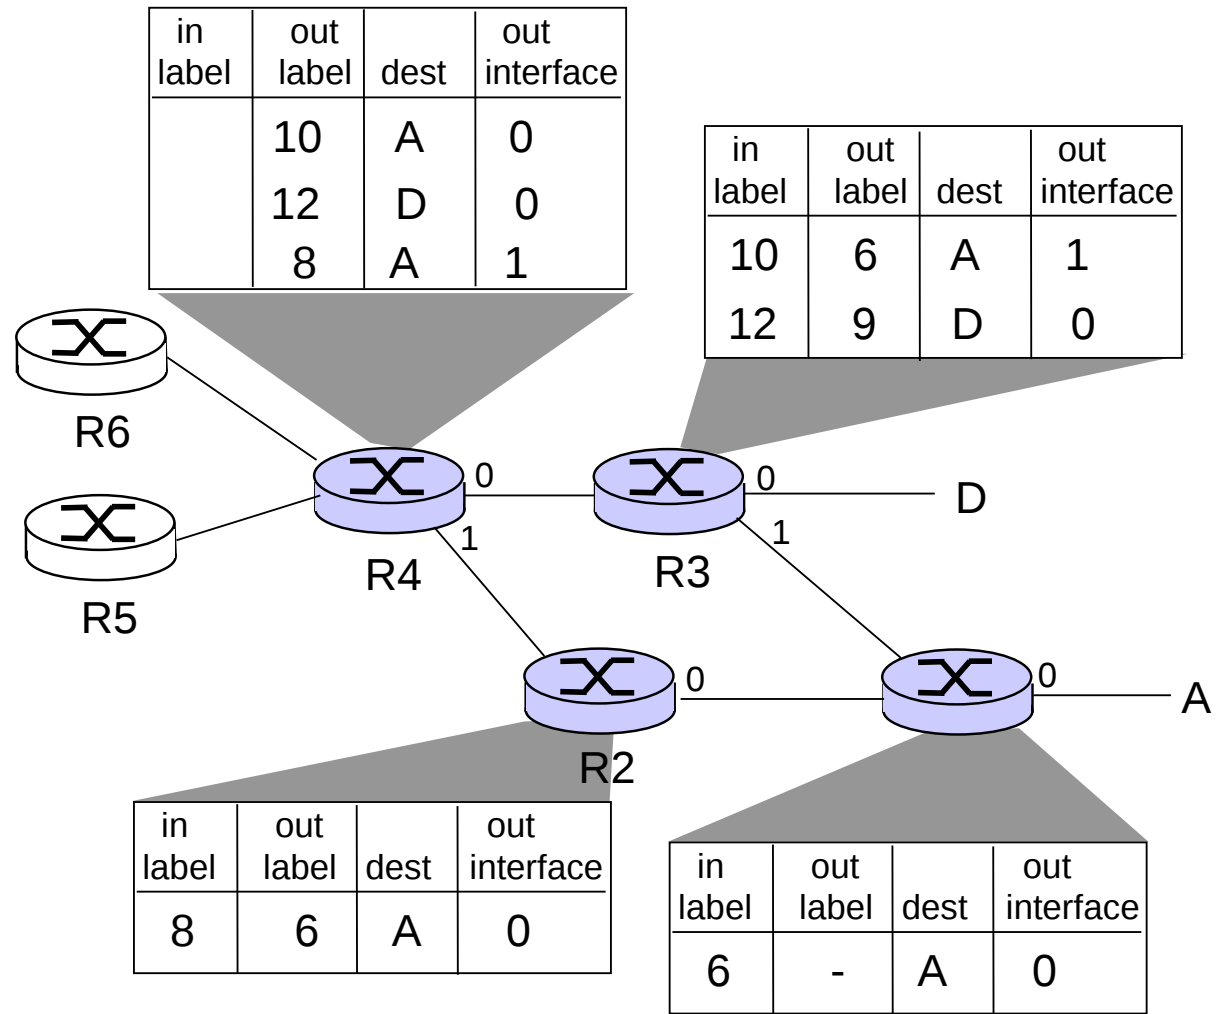 in out out
label label dest interface
10 A 0
12 D 0
8 A 1
in out out
label label dest interface
10 6 A 1
12 9 D 0
R6
R5
R4
0
1
R3
0
1
D
R2
0
0
A
in out out
label label dest interface
8 6 A 0
in out out
label label dest interface
6 - A 0